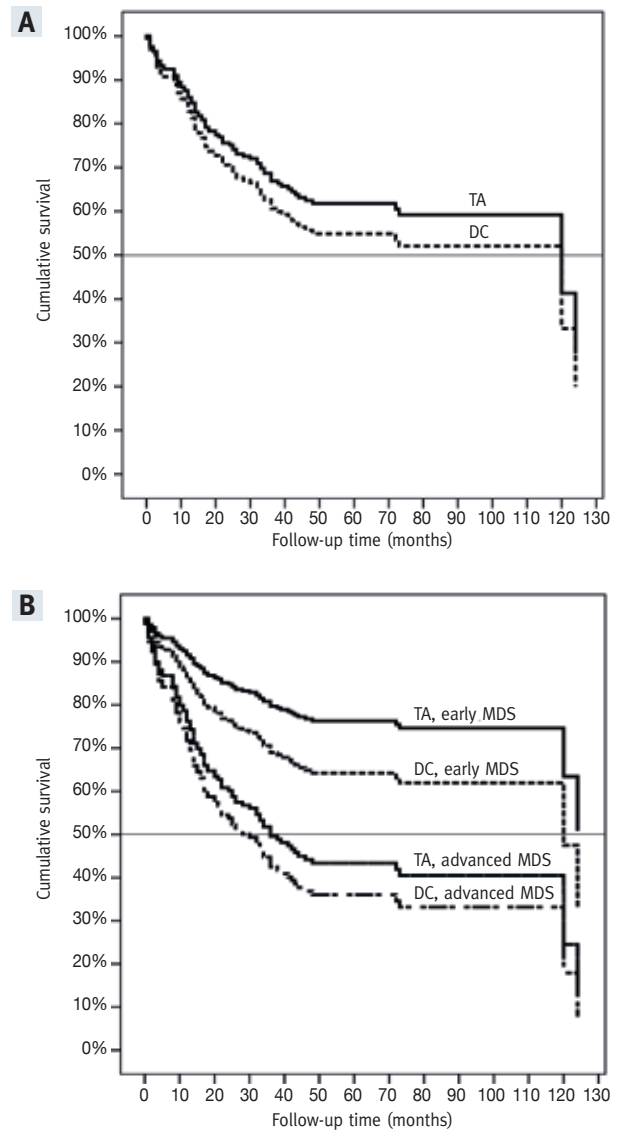 A
100%
90%
80%
70%
60%
50%
40%
30%
20%
10%
0%
Cumulative survival
TA
DC
0 10 20 30 40 50 60 70 80 90 100 110 120 130
Follow-up time (months)
B
100%
90%
80%
70%
60%
50%
40%
30%
20%
10%
0%
Cumulative survival
TA, early MDS
DC, early MDS
TA, advanced MDS
DC, advanced MDS
0 10 20 30 40 50 60 70 80 90 100 110 120 130
Follow-up time (months)